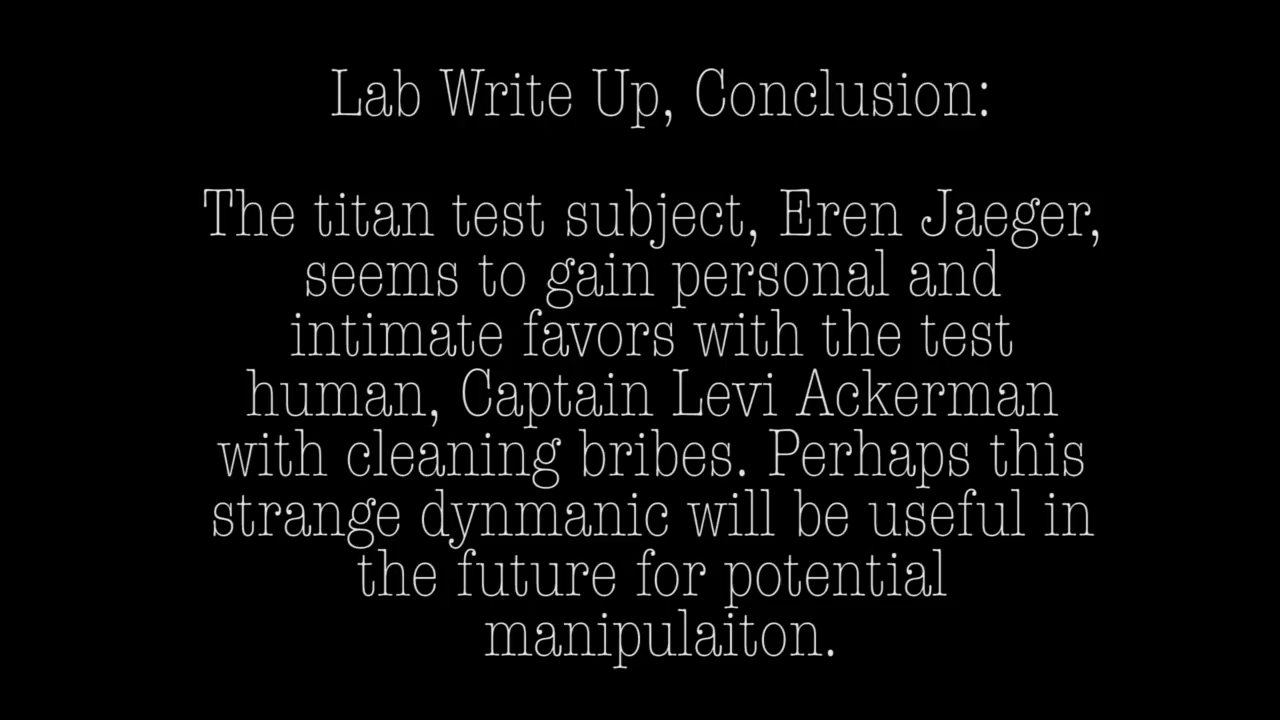 Lab Write Up, Conclusion:
The titan test subject, Eren Jaeger,
seems to gain personal and
intimate favors with the test
human, Captain Levi Ackerman
with cleaning bribes. Perhaps this
strange dynmanic will be useful in
the future for potential
manipulaiton.